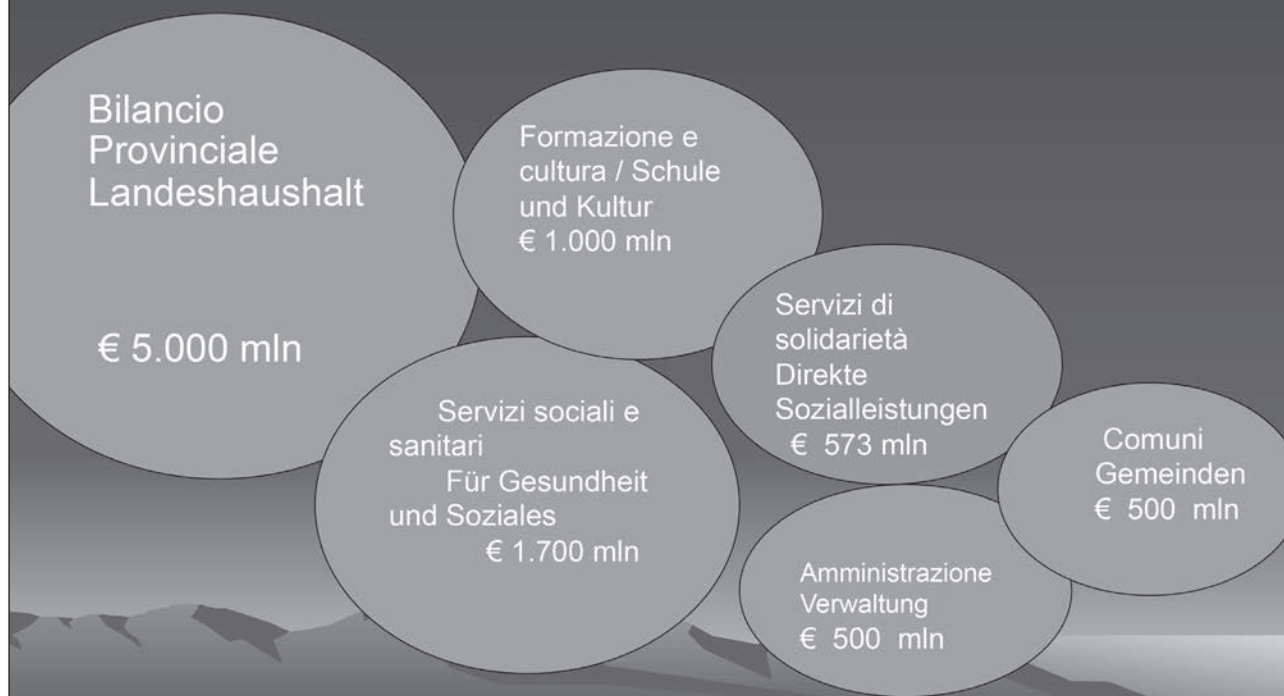 Bilancio
Provinciale
Landeshaushalt
€ 5.000 mln
Formazione e
cultura / Schule
und Kultur
€ 1.000 mln
Servizi di
solidarietà
Direkte
Sozialleistungen
€ 573 mln
Servizi sociali e
sanitari
Für Gesundheit
und Soziales
€ 1.700 mln
Comuni
Gemeinden
€ 500 mln
Amministrazione
Verwaltung
€ 500 mln